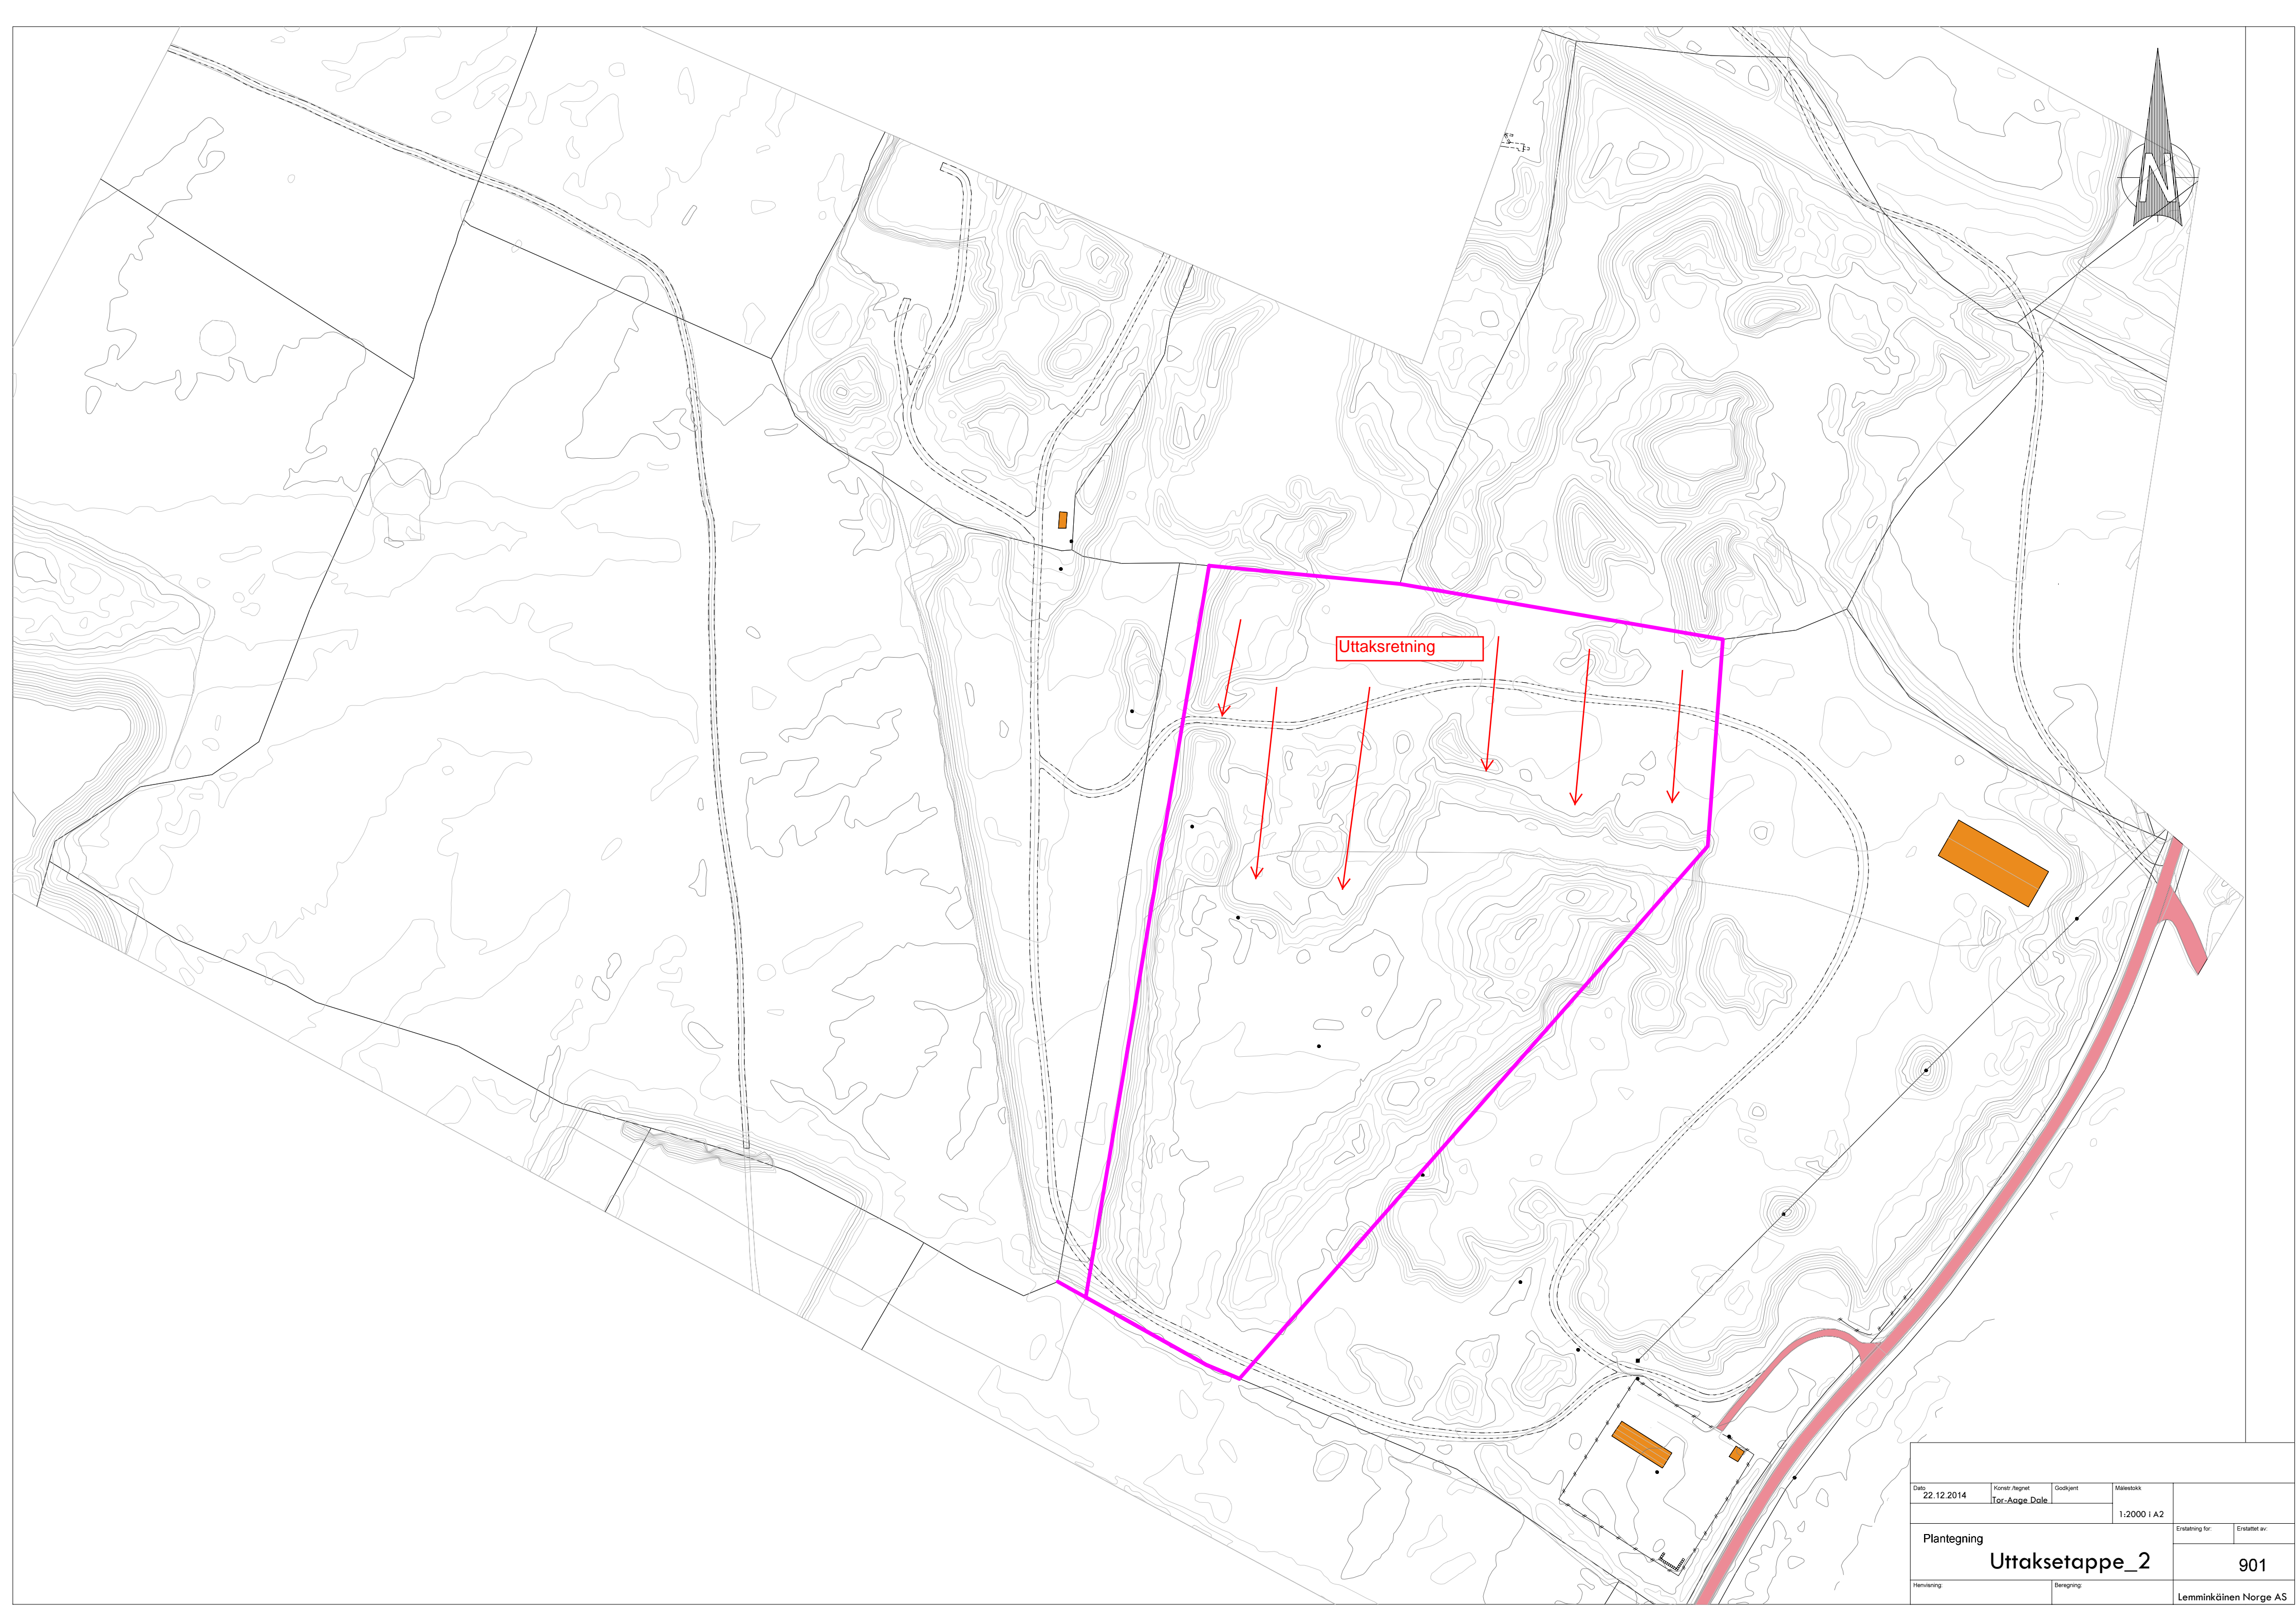 N
Uttaksretning
Dato
22.12.2014
Konstr./tegnet
Tor-Aage Dale
Godkjent
Målestokk
1:2000 i A2
Plantegning
Uttaksetappe_2
Erstatning for:
Erstattet av:
901
Henvisning:
Beregning:
Lemminkäinen Norge AS